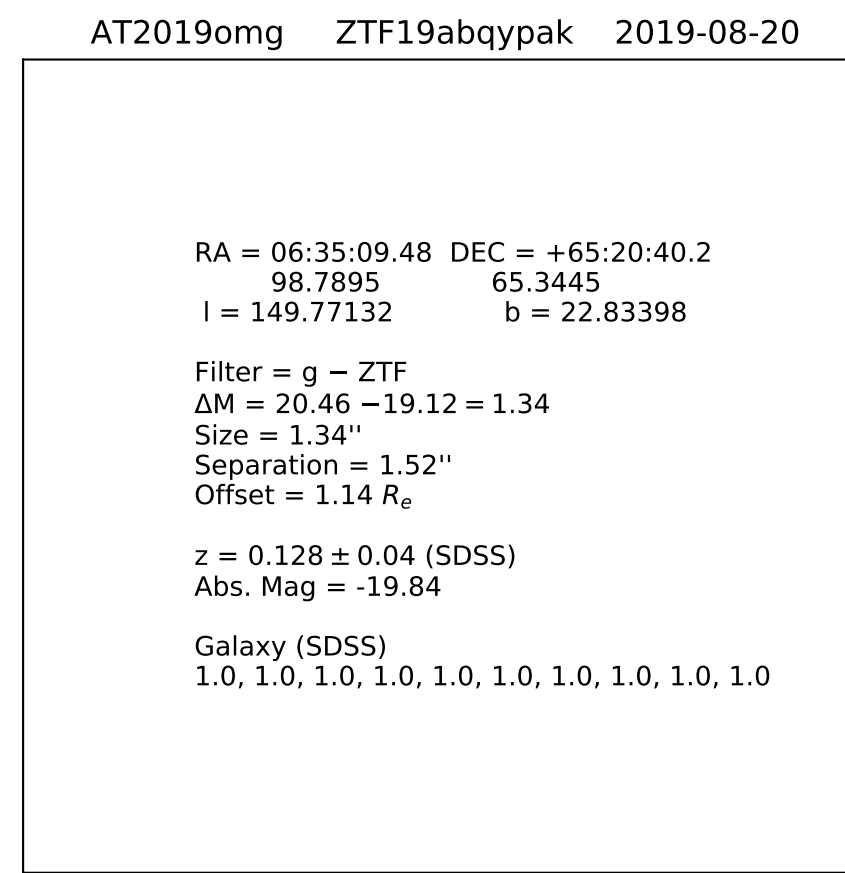 AT2019omg ZTF19abqypak 2019-08-20
RA = 06:35:09.48 DEC = +65:20:40.2
98.7895 65.3445
l = 149.77132 b = 22.83398
Filter = g − ZTF
ΔM = 20.46 −19.12 = 1.34
Size = 1.34''
Separation = 1.52''
Offset = 1.14 Rₑ
z = 0.128 ± 0.04 (SDSS)
Abs. Mag = -19.84
Galaxy (SDSS)
1.0, 1.0, 1.0, 1.0, 1.0, 1.0, 1.0, 1.0, 1.0, 1.0